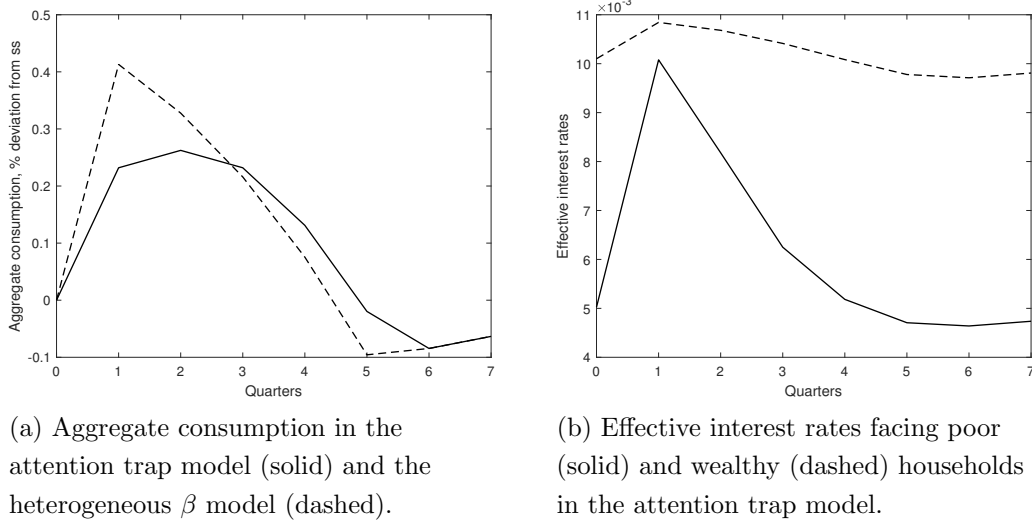 0.5
0.4
0.3
0.2
0.1
0
-0.1
Aggregate consumption, % deviation from ss
0 1 2 3 4 5 6 7
Quarters
×10⁻³
11
10
9
8
7
6
5
4
Effective interest rates
0 1 2 3 4 5 6 7
Quarters
(a) Aggregate consumption in the
attention trap model (solid) and the
heterogeneous β model (dashed).
(b) Effective interest rates facing poor
(solid) and wealthy (dashed) households
in the attention trap model.